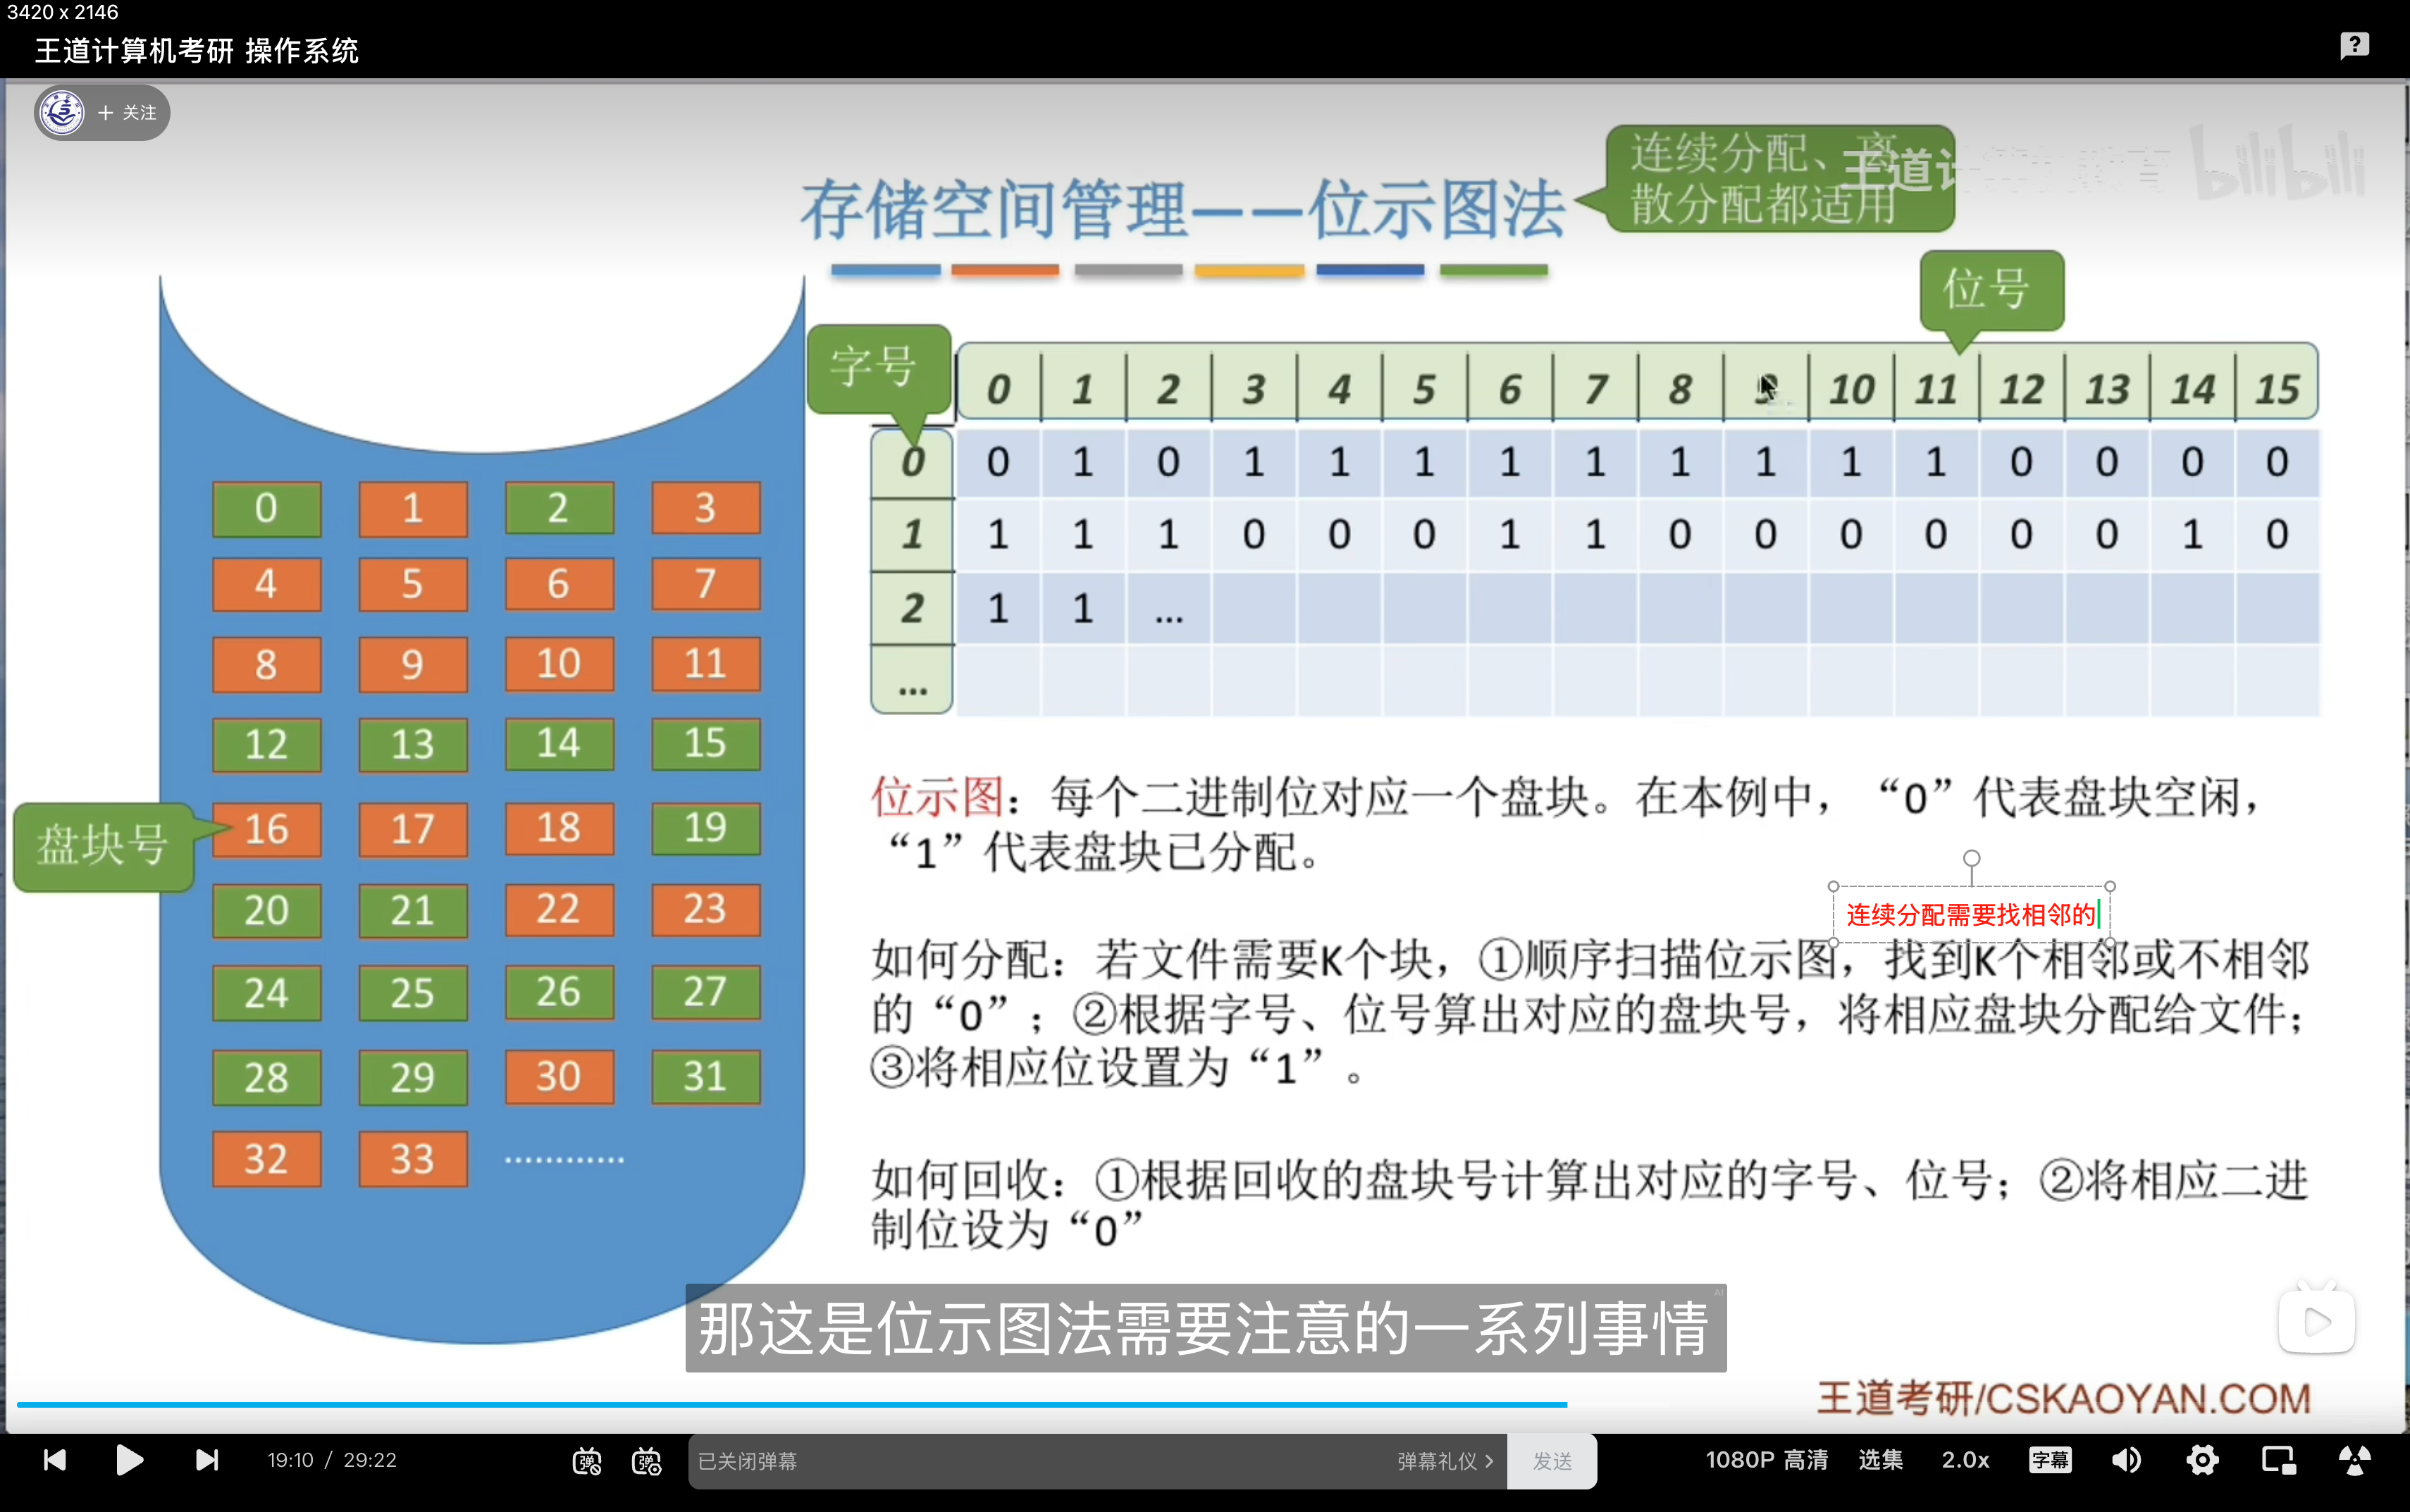 3420 x 2146
王道计算机考研 操作系统
+ 关注
存储空间管理——位示图法
连续分配、离
散分配都适用
王道计
bilibili
位号
字号
0 1 2 3 4 5 6 7 8 9 10 11 12 13 14 15
0 0 1 0 1 1 1 1 1 1 1 1 1 0 0 0 0
1 1 1 1 0 0 0 1 1 0 0 0 0 0 0 1 0
2 1 1 ...
...
0 1 2 3
4 5 6 7
8 9 10 11
12 13 14 15
盘块号
16 17 18 19
20 21 22 23
24 25 26 27
28 29 30 31
32 33 ............
位示图：每个二进制位对应一个盘块。在本例中，“0”代表盘块空闲，
“1”代表盘块已分配。
连续分配需要找相邻的
如何分配：若文件需要K个块，①顺序扫描位示图，找到K个相邻或不相邻
的“0”；②根据字号、位号算出对应的盘块号，将相应盘块分配给文件；
③将相应位设置为“1”。
如何回收：①根据回收的盘块号计算出对应的字号、位号；②将相应二进
制位设为“0”
那这是位示图法需要注意的一系列事情
AI
王道考研/CSKAOYAN.COM
19:10 / 29:22
弹
弹
已关闭弹幕
弹幕礼仪 >
发送
1080P 高清
选集
2.0x
字幕